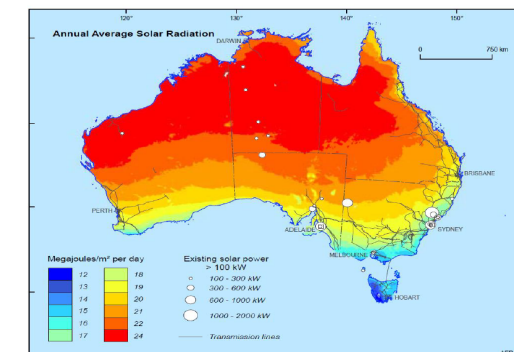 120°
130°
140°
150°
Annual Average Solar Radiation
DARWIN
0
750 km
BRISBANE
PERTH
ADELAIDE
SYDNEY
MELBOURNE
HOBART
Megajoules/m² per day
12
13
14
15
16
17
18
19
20
21
22
24
Existing solar power
> 100 kW
100 - 300 kW
300 - 600 kW
600 - 1000 kW
1000 - 2000 kW
Transmission lines